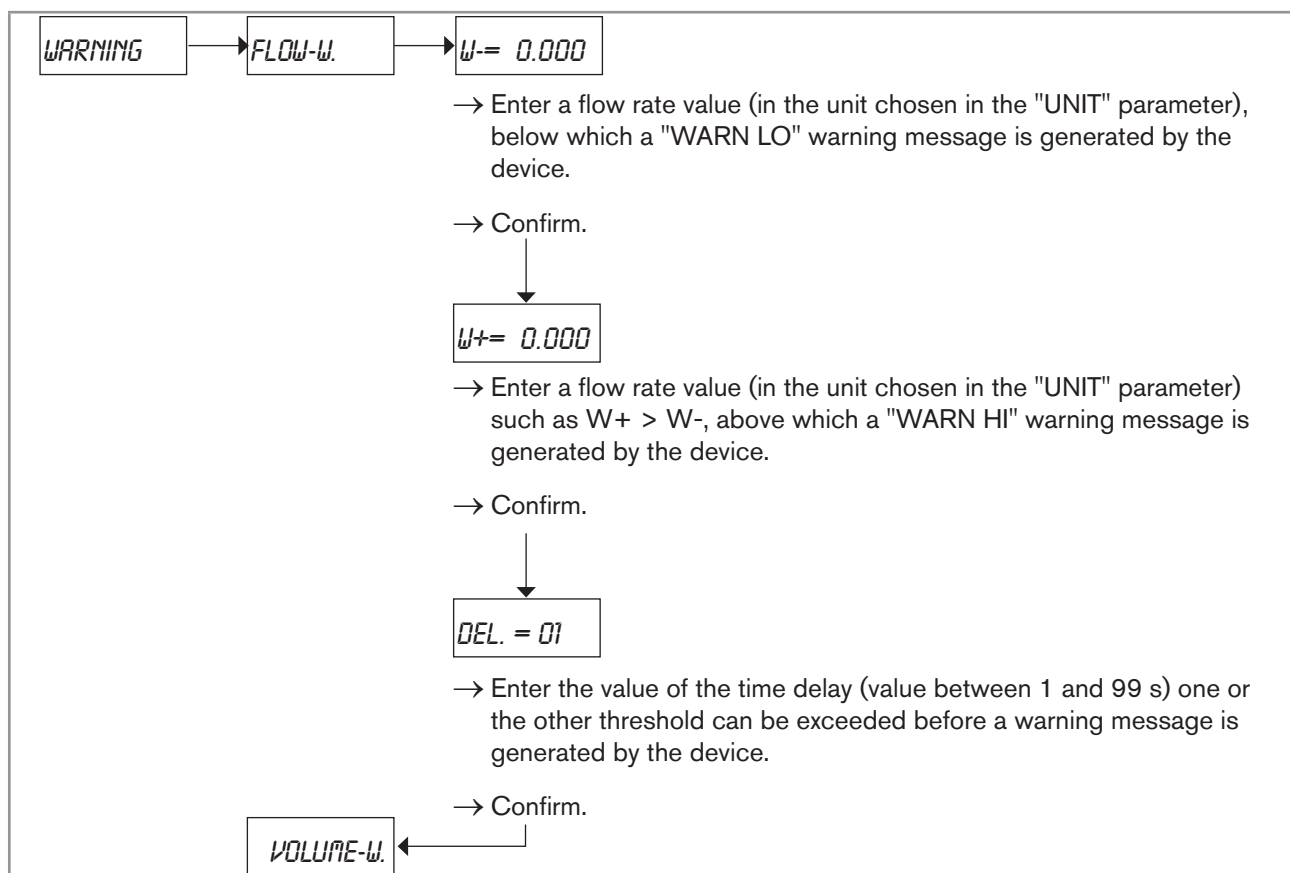 WARNING FLOW-W. W-= 0.000
→ Enter a flow rate value (in the unit chosen in the "UNIT" parameter),
below which a "WARN LO" warning message is generated by the
device.
→ Confirm.
W+= 0.000
→ Enter a flow rate value (in the unit chosen in the "UNIT" parameter)
such as W+ > W-, above which a "WARN HI" warning message is
generated by the device.
→ Confirm.
DEL. = 01
→ Enter the value of the time delay (value between 1 and 99 s) one or
the other threshold can be exceeded before a warning message is
generated by the device.
→ Confirm.
VOLUME-W.